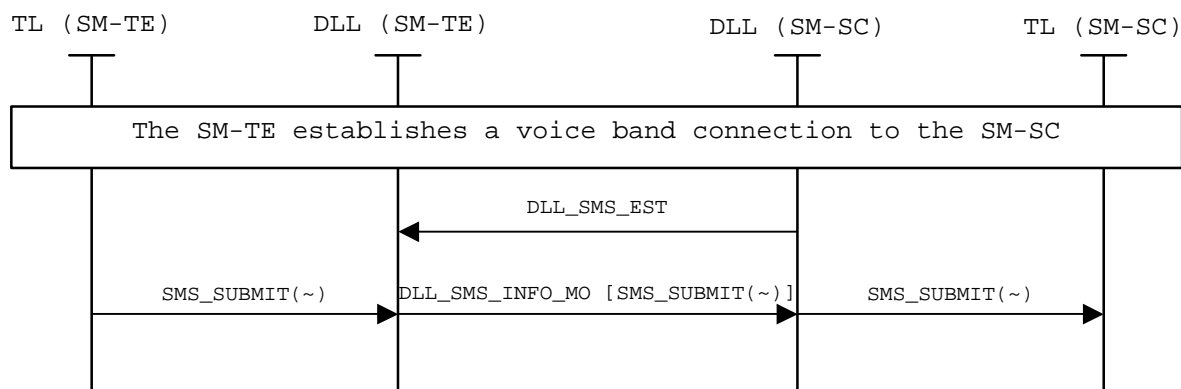 TL (SM-TE) DLL (SM-TE) DLL (SM-SC) TL (SM-SC)
The SM-TE establishes a voice band connection to the SM-SC
DLL_SMS_EST
SMS_SUBMIT(~) DLL_SMS_INFO_MO [SMS_SUBMIT(~)] SMS_SUBMIT(~)